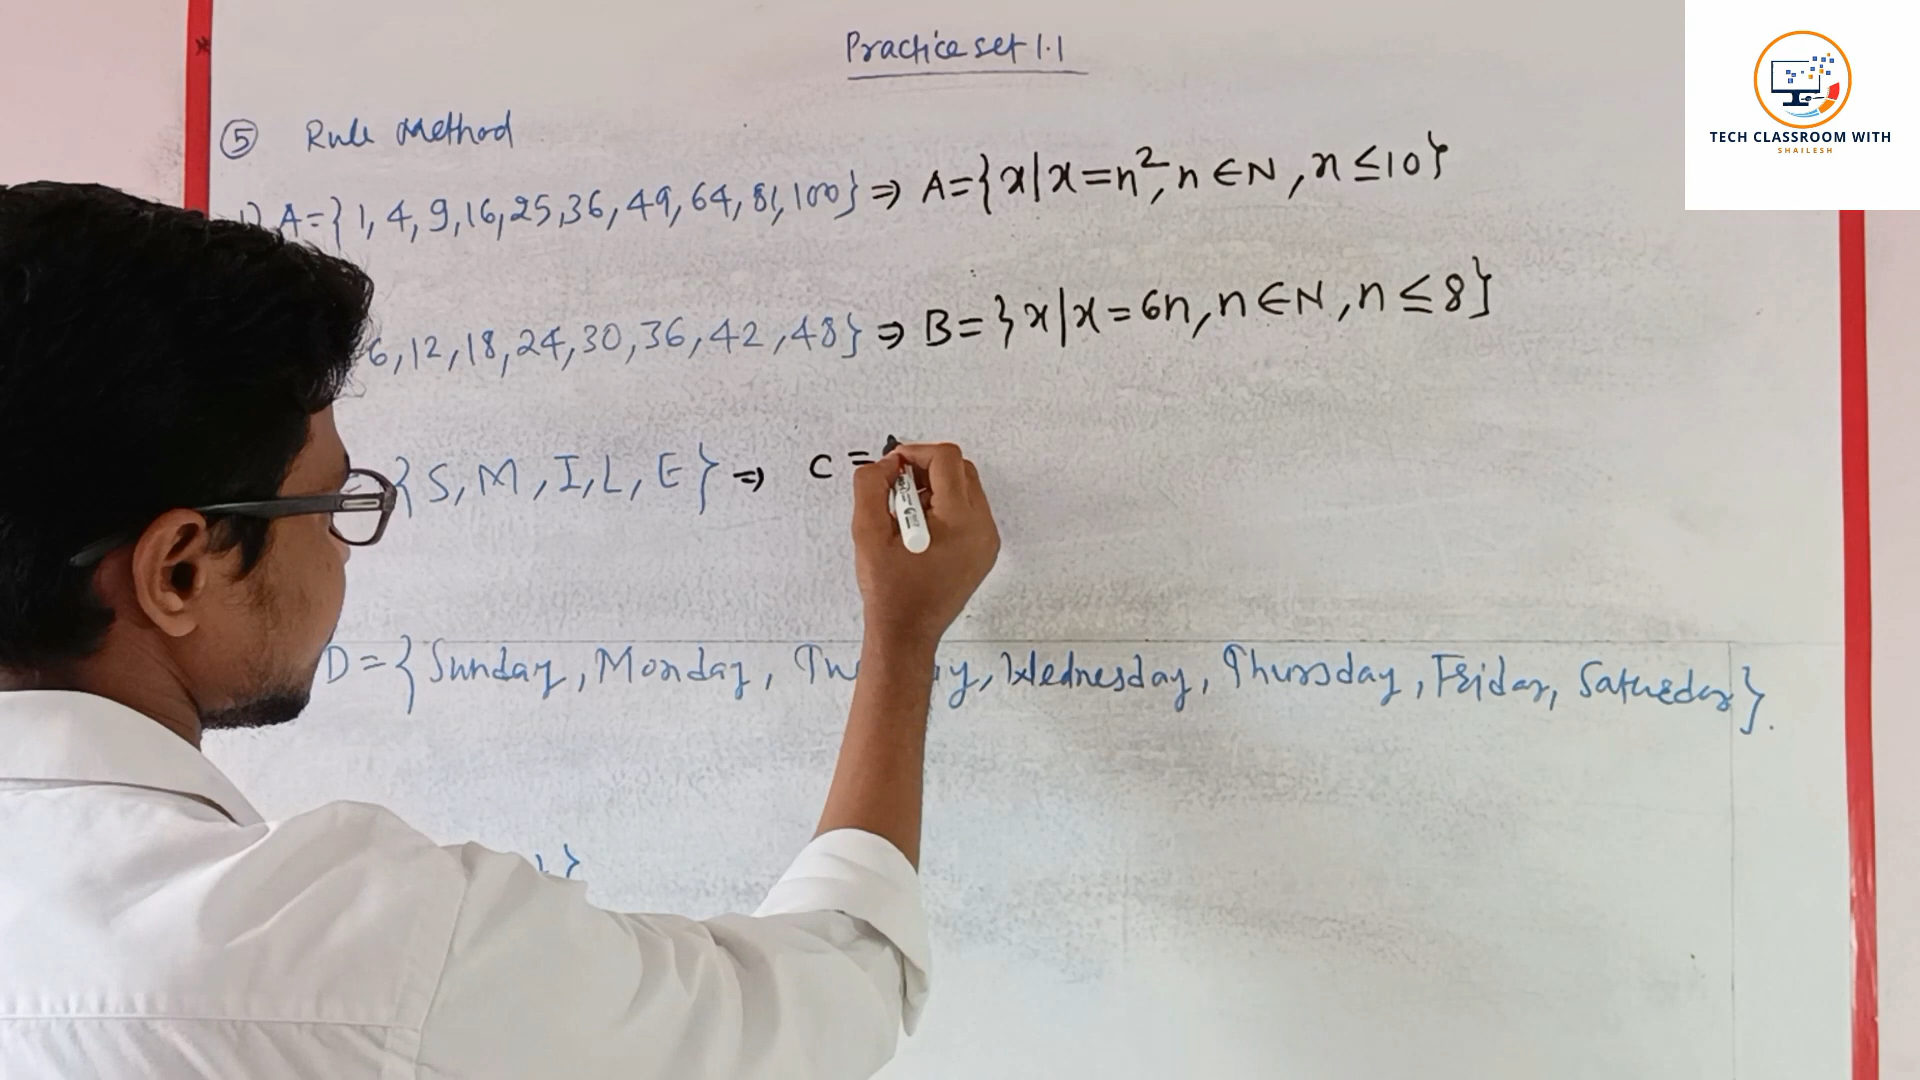 Practice set 1.1
TECH CLASSROOM WITH
SHAILESH
⑤ Rule Method
1) A={1, 4, 9, 16, 25, 36, 49, 64, 81, 100} ⇒ A={x|x=n², n∈N, n≤10}
6, 12, 18, 24, 30, 36, 42, 48} ⇒ B={x|x=6n, n∈N, n≤8}
{S, M, I, L, E} ⇒ C =
D={Sunday, Monday, Wednesday, Thursday, Friday, Saturday}.
}